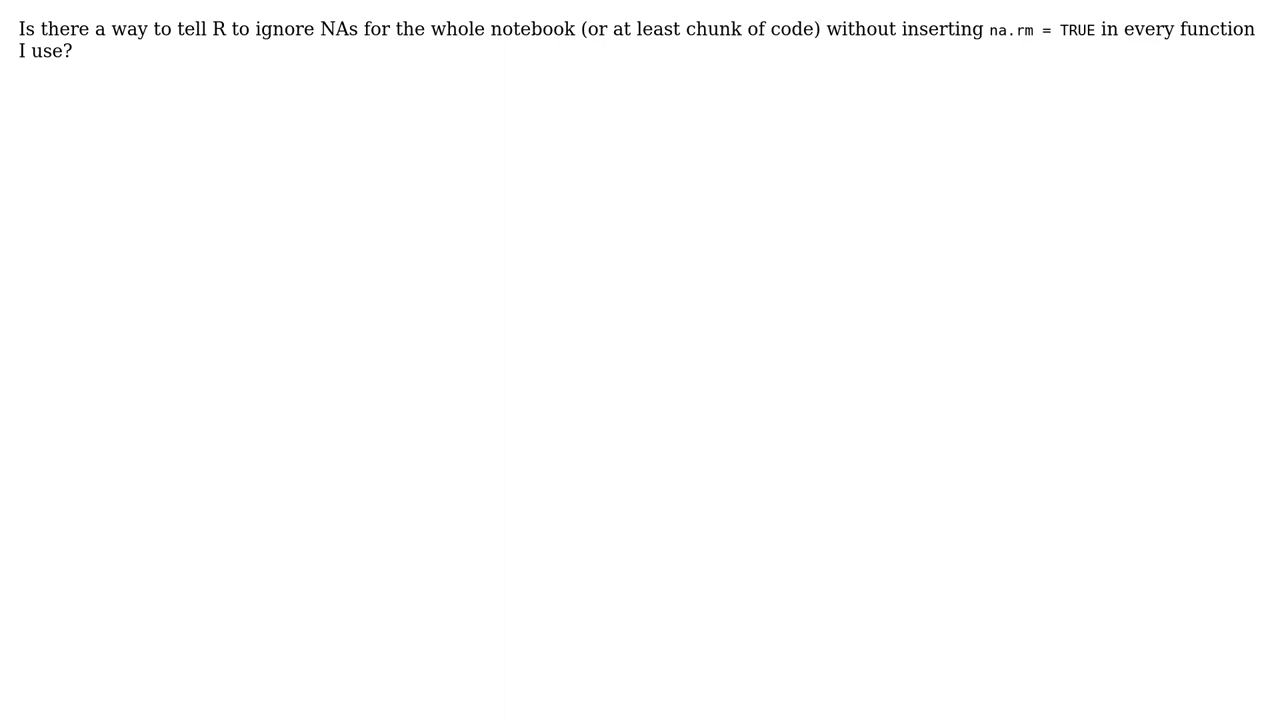 Is there a way to tell R to ignore NAs for the whole notebook (or at least chunk of code) without inserting na.rm = TRUE in every function
I use?